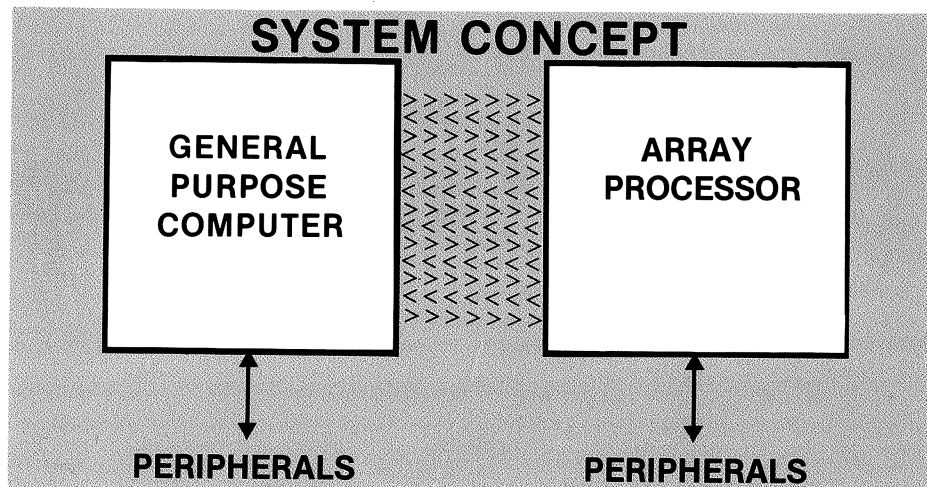 SYSTEM CONCEPT
GENERAL
PURPOSE
COMPUTER
> > > > > > >
< < < < < < <
> > > > > > >
< < < < < < <
> > > > > > >
< < < < < < <
> > > > > > >
< < < < < < <
> > > > > > >
< < < < < < <
> > > > > > >
< < < < < < <
> > > > > > >
ARRAY
PROCESSOR
PERIPHERALS
PERIPHERALS